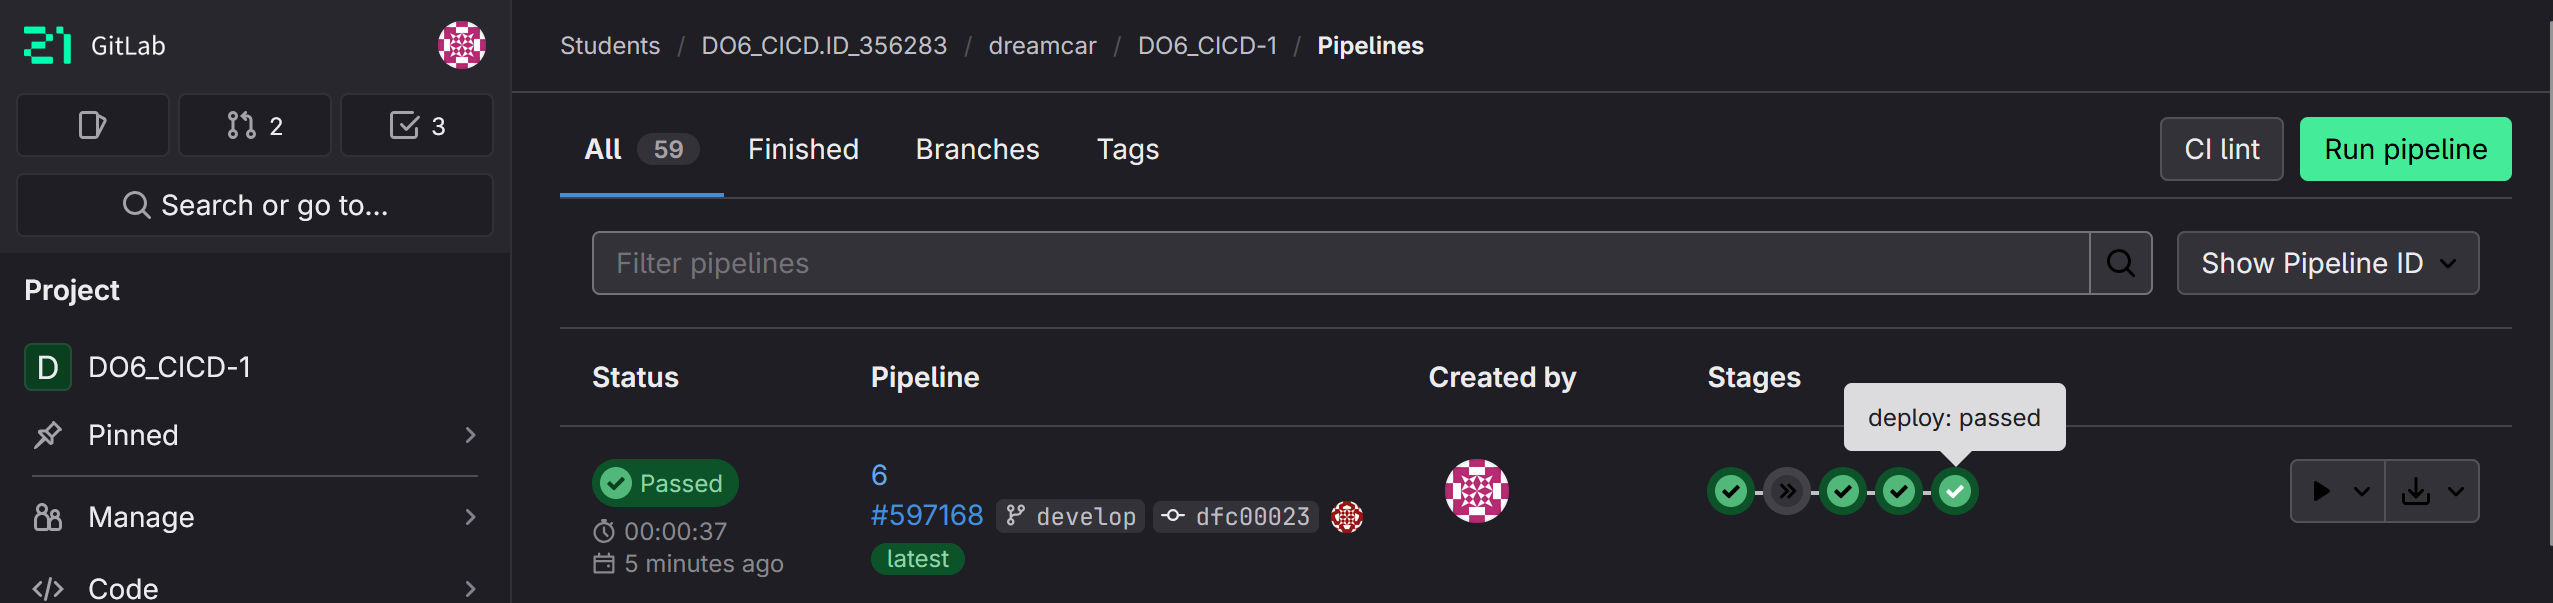 21 GitLab
2
3
Search or go to...
Project
D DO6_CICD-1
Pinned
Manage
Code
Students / DO6_CICD.ID_356283 / dreamcar / DO6_CICD-1 / Pipelines
All 59 Finished Branches Tags
CI lint Run pipeline
Filter pipelines
Show Pipeline ID
Status Pipeline Created by Stages
deploy: passed
Passed
00:00:37
5 minutes ago
6
#597168 develop dfc00023
latest